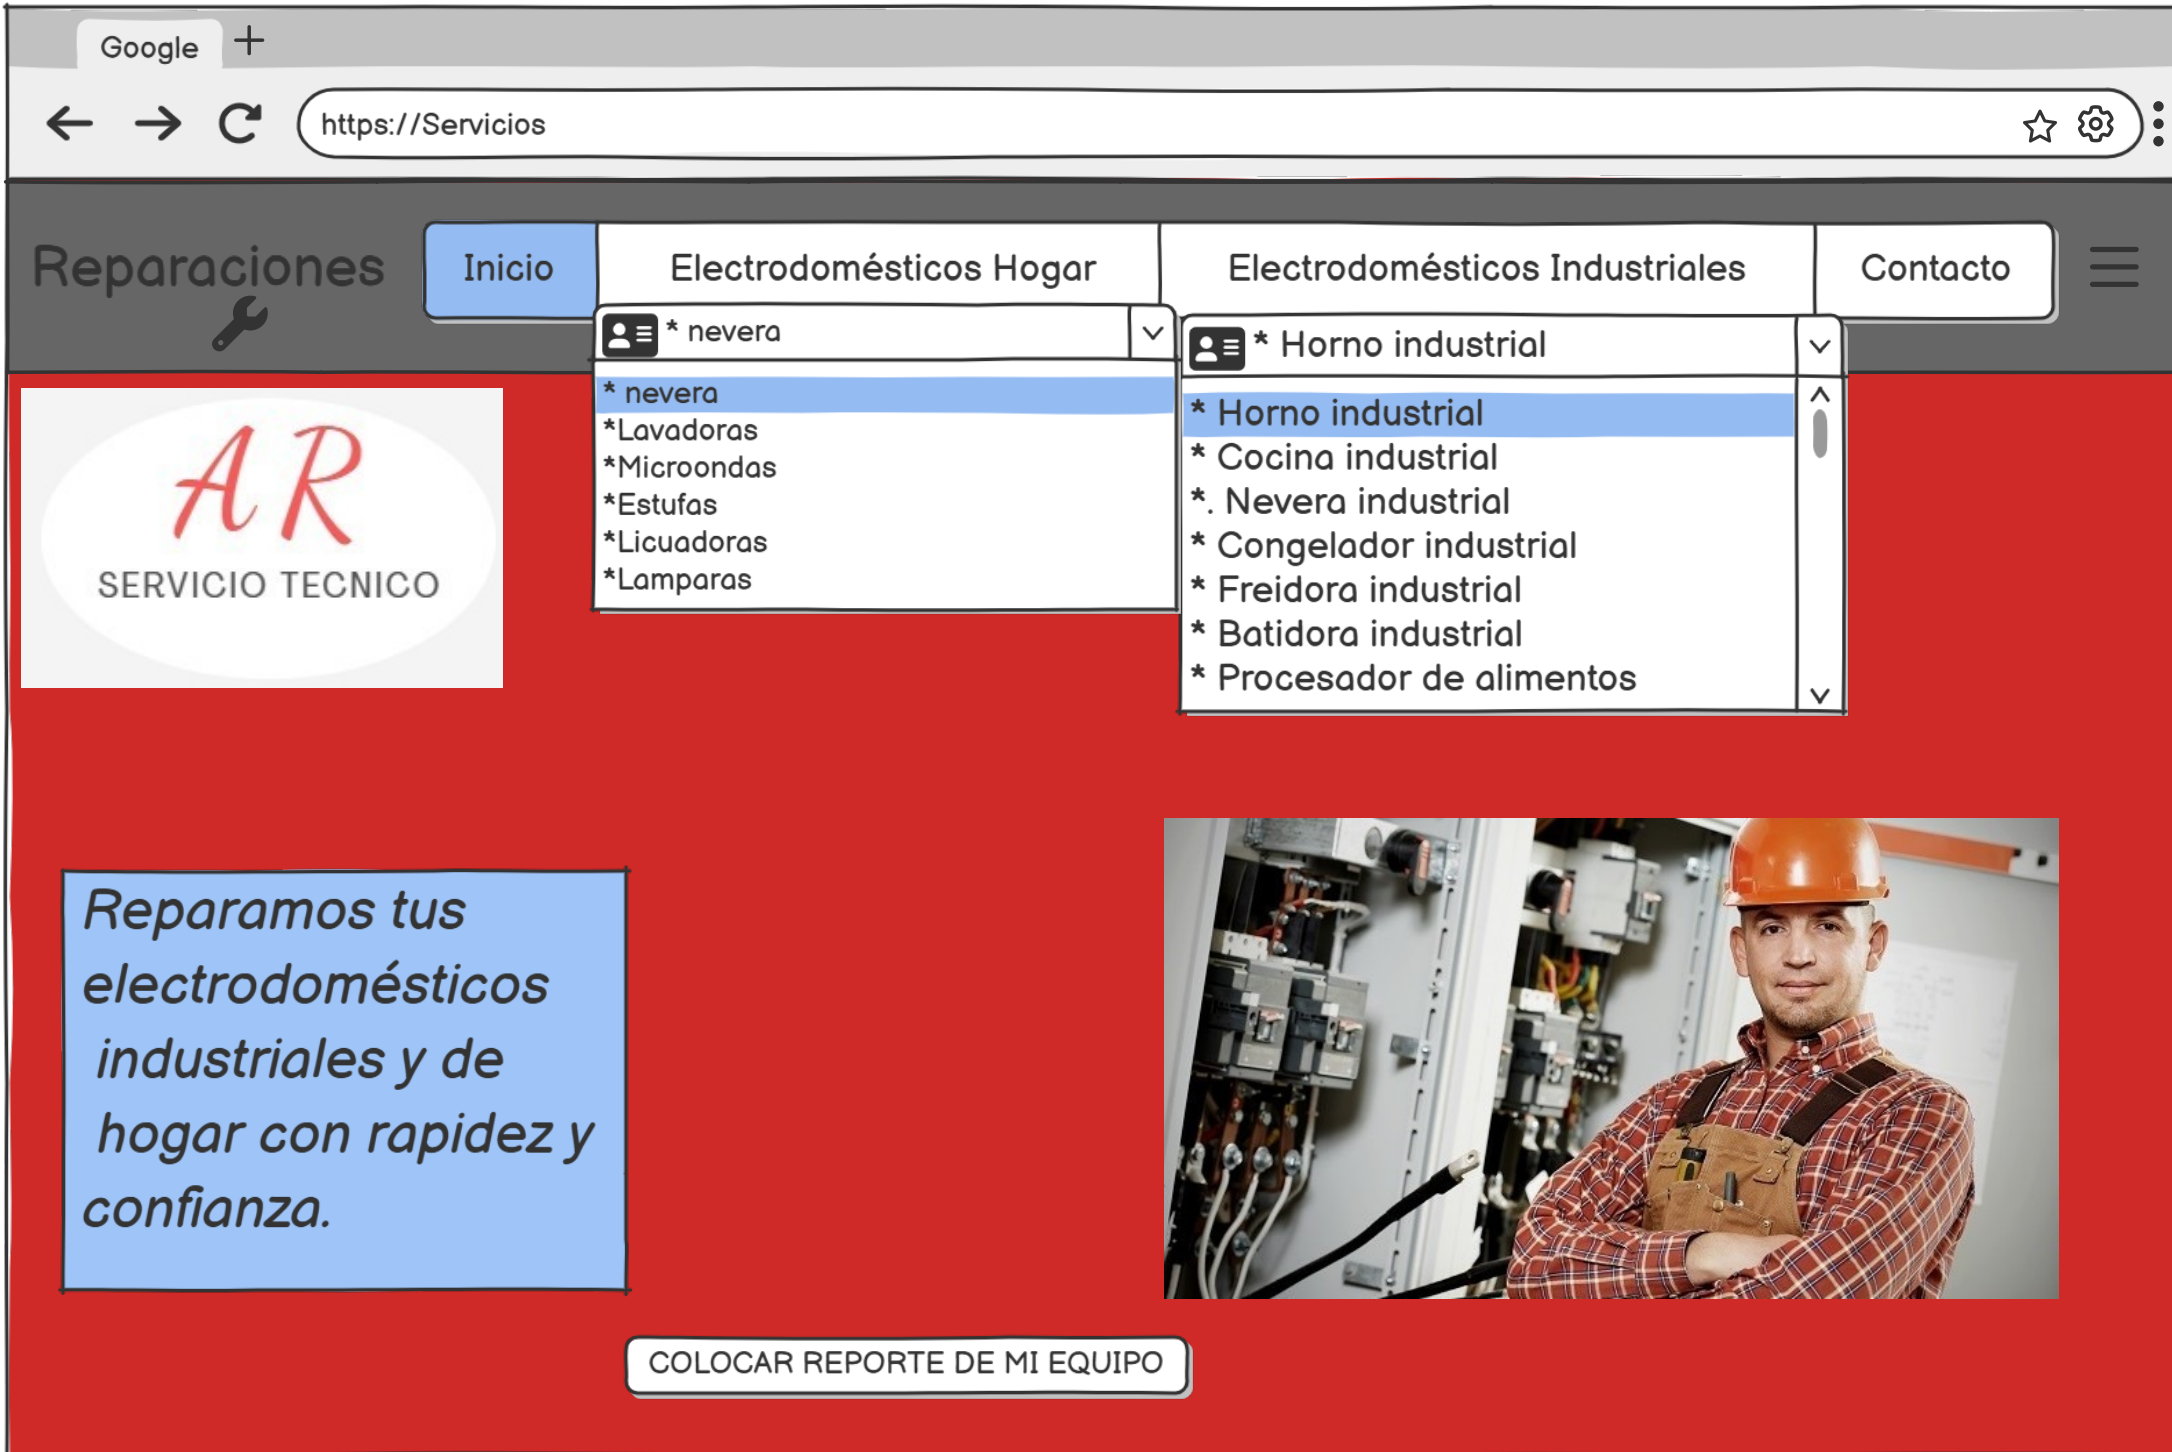 Google
https://Servicios
Reparaciones
Inicio
Electrodomésticos Hogar
Electrodomésticos Industriales
Contacto
* nevera
* nevera
*Lavadoras
*Microondas
*Estufas
*Licuadoras
*Lamparas
* Horno industrial
* Horno industrial
* Cocina industrial
*. Nevera industrial
* Congelador industrial
* Freidora industrial
* Batidora industrial
* Procesador de alimentos
AR
SERVICIO TECNICO
Reparamos tus
electrodomésticos
industriales y de
hogar con rapidez y
confianza.
COLOCAR REPORTE DE MI EQUIPO